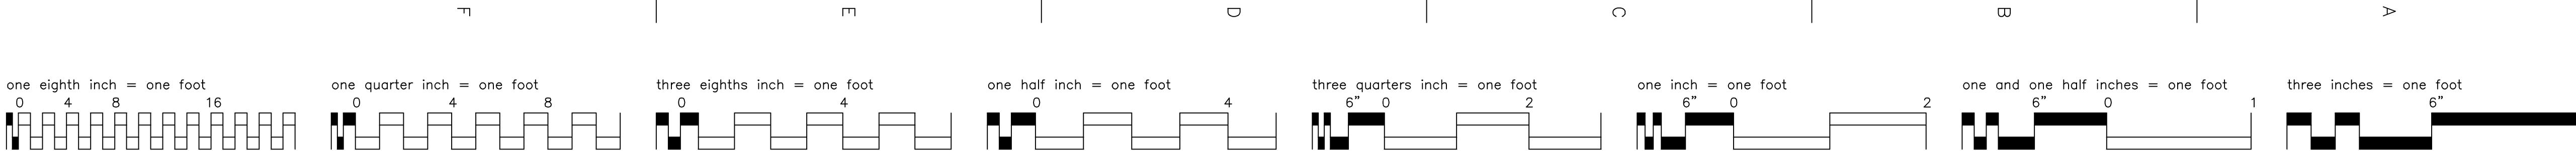 F E D C B A
one eighth inch = one foot one quarter inch = one foot three eighths inch = one foot one half inch = one foot three quarters inch = one foot one inch = one foot one and one half inches = one foot three inches = one foot
0 4 8 16 0 4 8 0 4 0 4 6" 0 2 6" 0 2 6" 0 1 6"